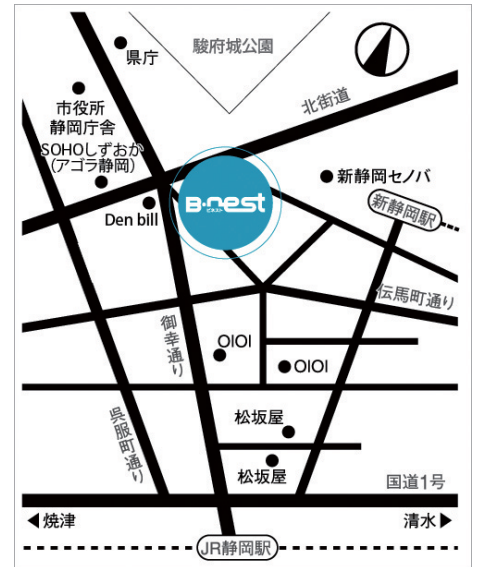 駿府城公園
県庁
北街道
市役所
静岡庁舎
SOHOしずおか
(アゴラ静岡)
新静岡セノバ
B-nest
ビネスト
Den bill
新静岡駅
伝馬町通り
御幸通り
OIOI
OIOI
呉服町通り
松坂屋
松坂屋
国道1号
◀焼津
清水▶
JR静岡駅